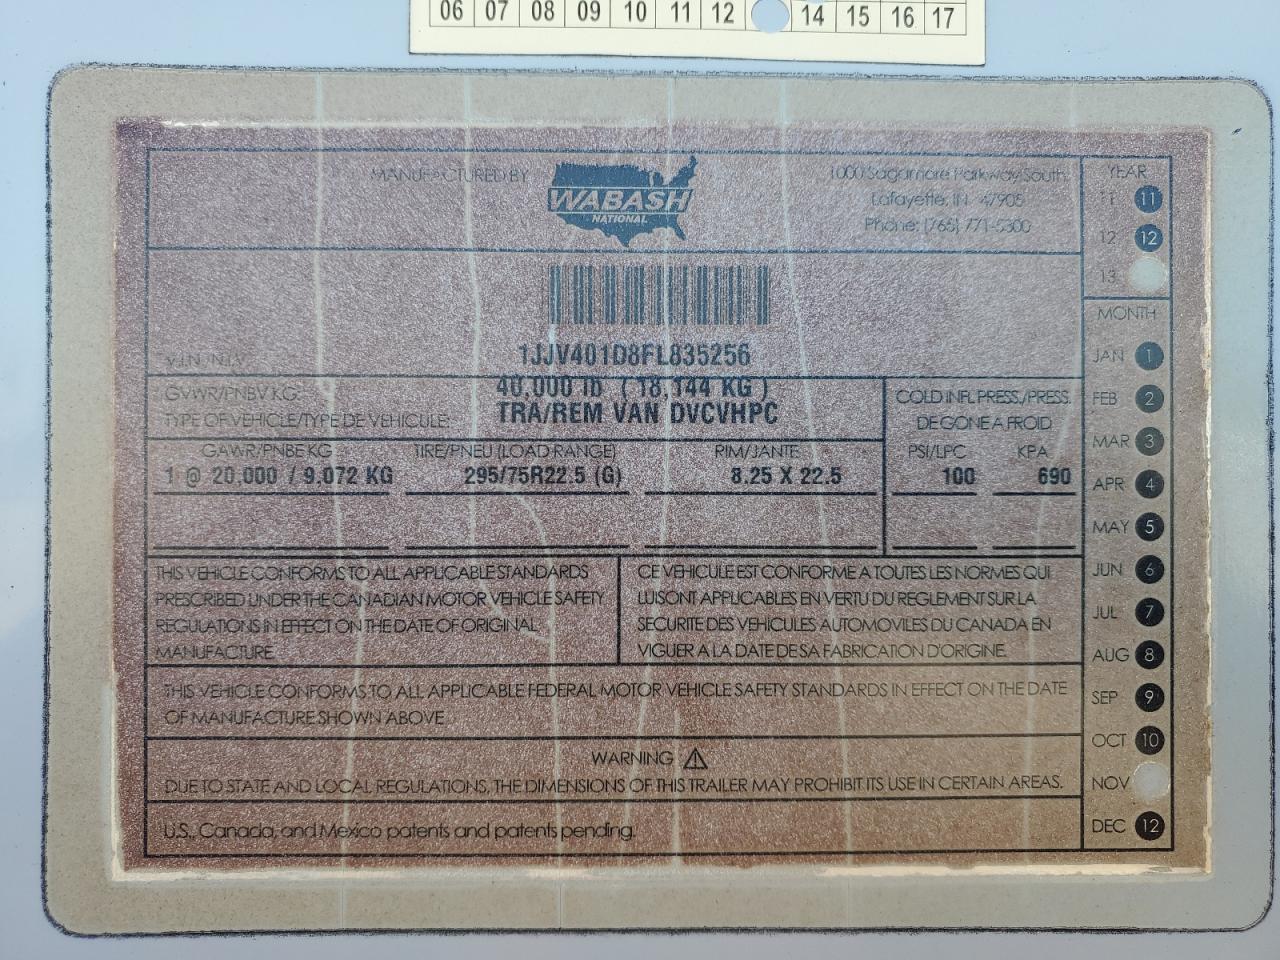 06 07 08 09 10 11 12 14 15 16 17
MANUFACTURED BY
WABASH
NATIONAL
1000 Sagamore Parkway South,
Lafayette, IN 47905
Phone: (765) 771-5300
YEAR
11
12 12
13
V.I.N./N.I.V.
1JJV401D8FL835256
GVWR/PNBV KG:
40,000 lb ( 18,144 KG )
TYPE OF VEHICLE/TYPE DE VEHICULE:
TRA/REM VAN DVCVHPC
COLD INFL.PRESS./PRESS.
DE GONE A FROID
GAWR/PNBE KG
TIRE/PNEU (LOAD RANGE)
RIM/JANTE
PSI/LPC
KPA
1 @ 20,000 / 9,072 KG
295/75R22.5 (G)
8.25 X 22.5
100
690
MONTH
JAN 1
FEB 2
MAR 3
APR 4
MAY 5
JUN 6
JUL 7
AUG 8
SEP 9
OCT 10
NOV
DEC 12
THIS VEHICLE CONFORMS TO ALL APPLICABLE STANDARDS
PRESCRIBED UNDER THE CANADIAN MOTOR VEHICLE SAFETY
REGULATIONS IN EFFECT ON THE DATE OF ORIGINAL
MANUFACTURE
CE VEHICULE EST CONFORME A TOUTES LES NORMES QUI
LUI SONT APPLICABLES EN VERTU DU REGLEMENT SUR LA
SECURITE DES VEHICULES AUTOMOVILES DU CANADA EN
VIGUER A LA DATE DE SA FABRICATION D'ORIGINE.
THIS VEHICLE CONFORMS TO ALL APPLICABLE FEDERAL MOTOR VEHICLE SAFETY STANDARDS IN EFFECT ON THE DATE
OF MANUFACTURE SHOWN ABOVE
WARNING
DUE TO STATE AND LOCAL REGULATIONS, THE DIMENSIONS OF THIS TRAILER MAY PROHIBIT ITS USE IN CERTAIN AREAS.
U.S., Canada, and Mexico patents and patents pending.